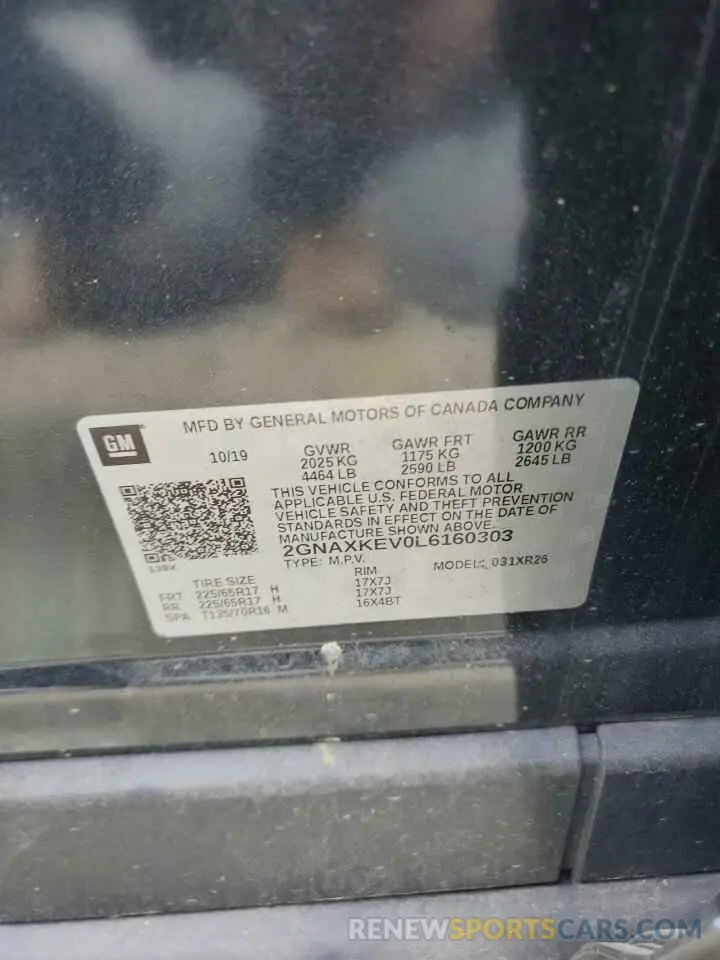 MFD BY GENERAL MOTORS OF CANADA COMPANY
GM
10/19 GVWR GAWR FRT GAWR RR
2025 KG 1175 KG 1200 KG
4464 LB 2590 LB 2645 LB
THIS VEHICLE CONFORMS TO ALL
APPLICABLE U.S. FEDERAL MOTOR
VEHICLE SAFETY AND THEFT PREVENTION
STANDARDS IN EFFECT ON THE DATE OF
MANUFACTURE SHOWN ABOVE.
2GNAXKEV0L6160303
TYPE: M.P.V. MODEL: 031XR26
TIRE SIZE RIM
FRT 225/65R17 H 17X7J
RR 225/65R17 H 17X7J
SPA T135/70R16 M 16X4BT
RENEWSPORTSCARS.COM